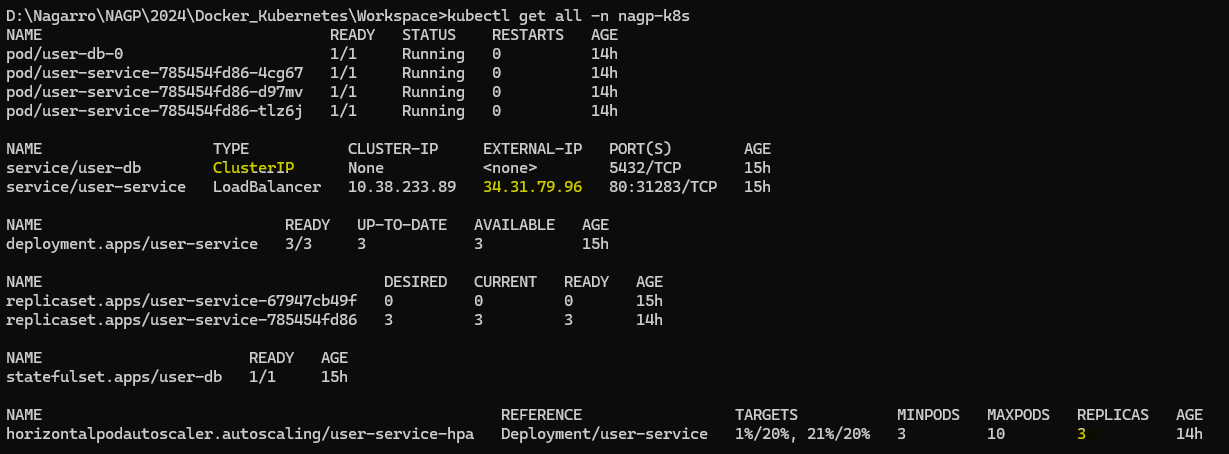 D:\Nagarro\NAGP\2024\Docker_Kubernetes\Workspace>kubectl get all -n nagp-k8s
NAME READY STATUS RESTARTS AGE
pod/user-db-0 1/1 Running 0 14h
pod/user-service-785454fd86-4cg67 1/1 Running 0 14h
pod/user-service-785454fd86-d97mv 1/1 Running 0 14h
pod/user-service-785454fd86-tlz6j 1/1 Running 0 14h
NAME TYPE CLUSTER-IP EXTERNAL-IP PORT(S) AGE
service/user-db ClusterIP None <none> 5432/TCP 15h
service/user-service LoadBalancer 10.38.233.89 34.31.79.96 80:31283/TCP 15h
NAME READY UP-TO-DATE AVAILABLE AGE
deployment.apps/user-service 3/3 3 3 15h
NAME DESIRED CURRENT READY AGE
replicaset.apps/user-service-67947cb49f 0 0 0 15h
replicaset.apps/user-service-785454fd86 3 3 3 14h
NAME READY AGE
statefulset.apps/user-db 1/1 15h
NAME REFERENCE TARGETS MINPODS MAXPODS REPLICAS AGE
horizontalpodautoscaler.autoscaling/user-service-hpa Deployment/user-service 1%/20%, 21%/20% 3 10 3 14h